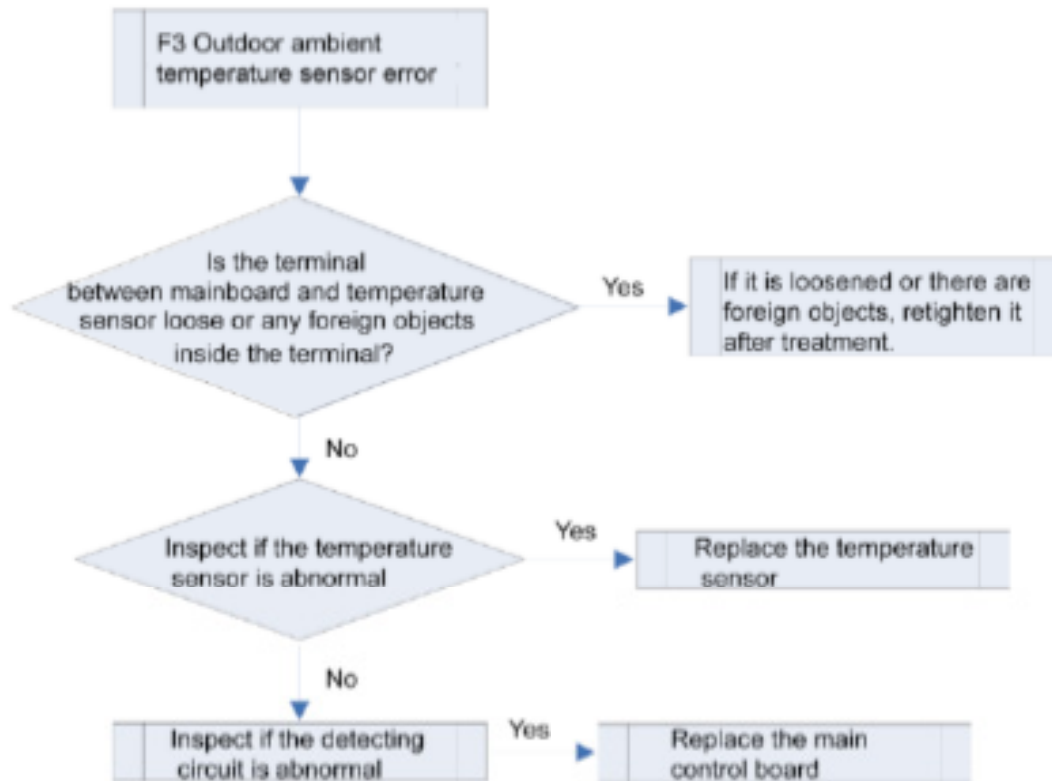 F3 Outdoor ambient
temperature sensor error
Is the terminal
between mainboard and temperature
sensor loose or any foreign objects
inside the terminal?
Yes
If it is loosened or there are
foreign objects, retighten it
after treatment.
No
Inspect if the temperature
sensor is abnormal
Yes
Replace the temperature
sensor
No
Inspect if the detecting
circuit is abnormal
Yes
Replace the main
control board